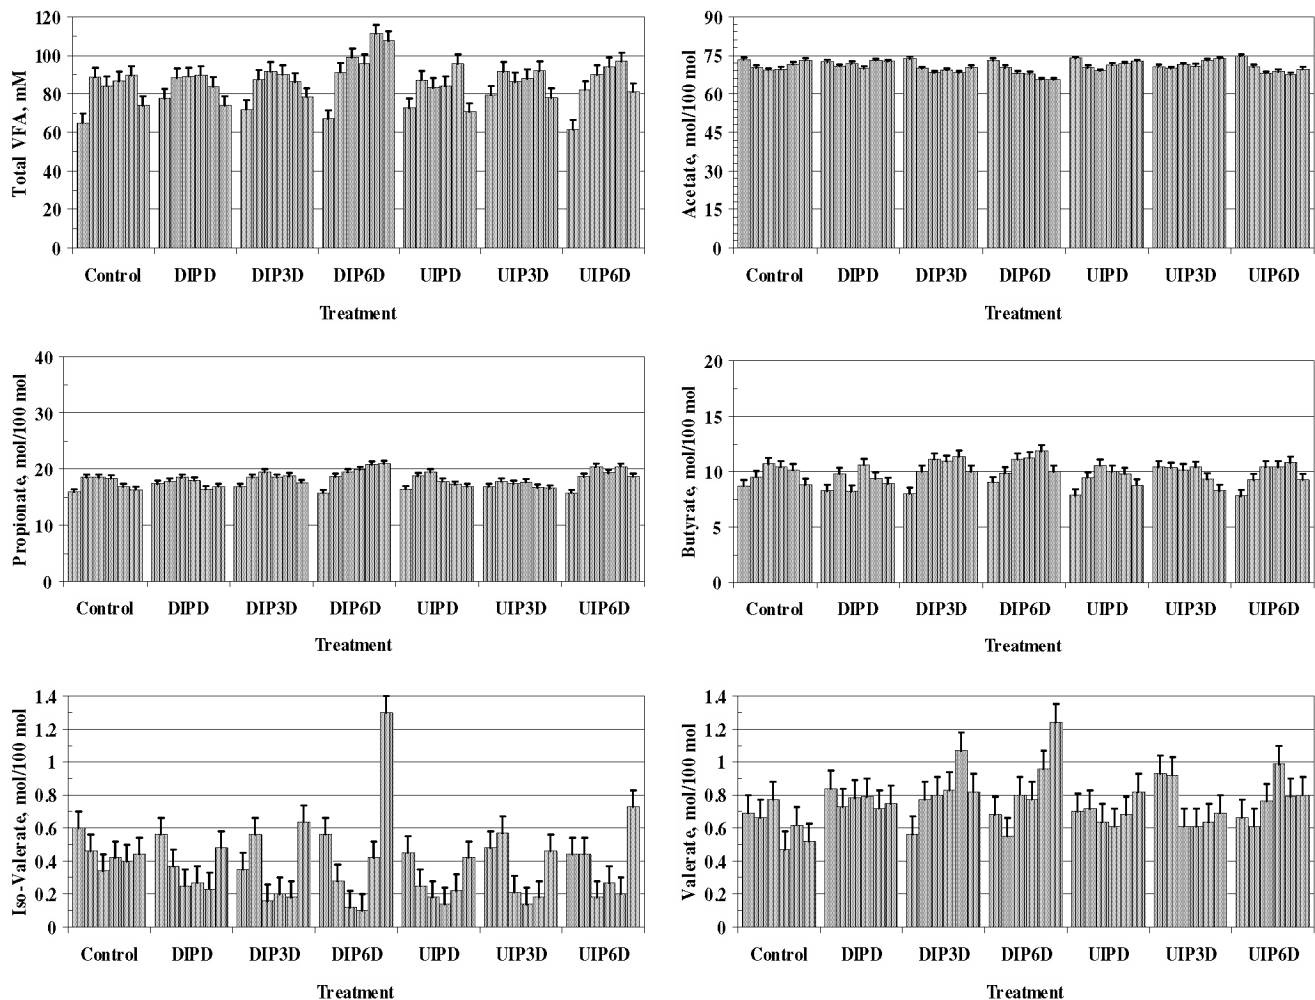 Total VFA, mM
120
100
80
60
40
20
0
Control DIPD DIP3D DIP6D UIPD UIP3D UIP6D
Treatment
Acetate, mol/100 mol
90
75
60
45
30
15
0
Control DIPD DIP3D DIP6D UIPD UIP3D UIP6D
Treatment
Propionate, mol/100 mol
40
30
20
10
0
Control DIPD DIP3D DIP6D UIPD UIP3D UIP6D
Treatment
Butyrate, mol/100 mol
20
15
10
5
0
Control DIPD DIP3D DIP6D UIPD UIP3D UIP6D
Treatment
Iso-Valerate, mol/100 mol
1.4
1.2
1
0.8
0.6
0.4
0.2
0
Control DIPD DIP3D DIP6D UIPD UIP3D UIP6D
Treatment
Valerate, mol/100 mol
1.4
1.2
1
0.8
0.6
0.4
0.2
0
Control DIPD DIP3D DIP6D UIPD UIP3D UIP6D
Treatment